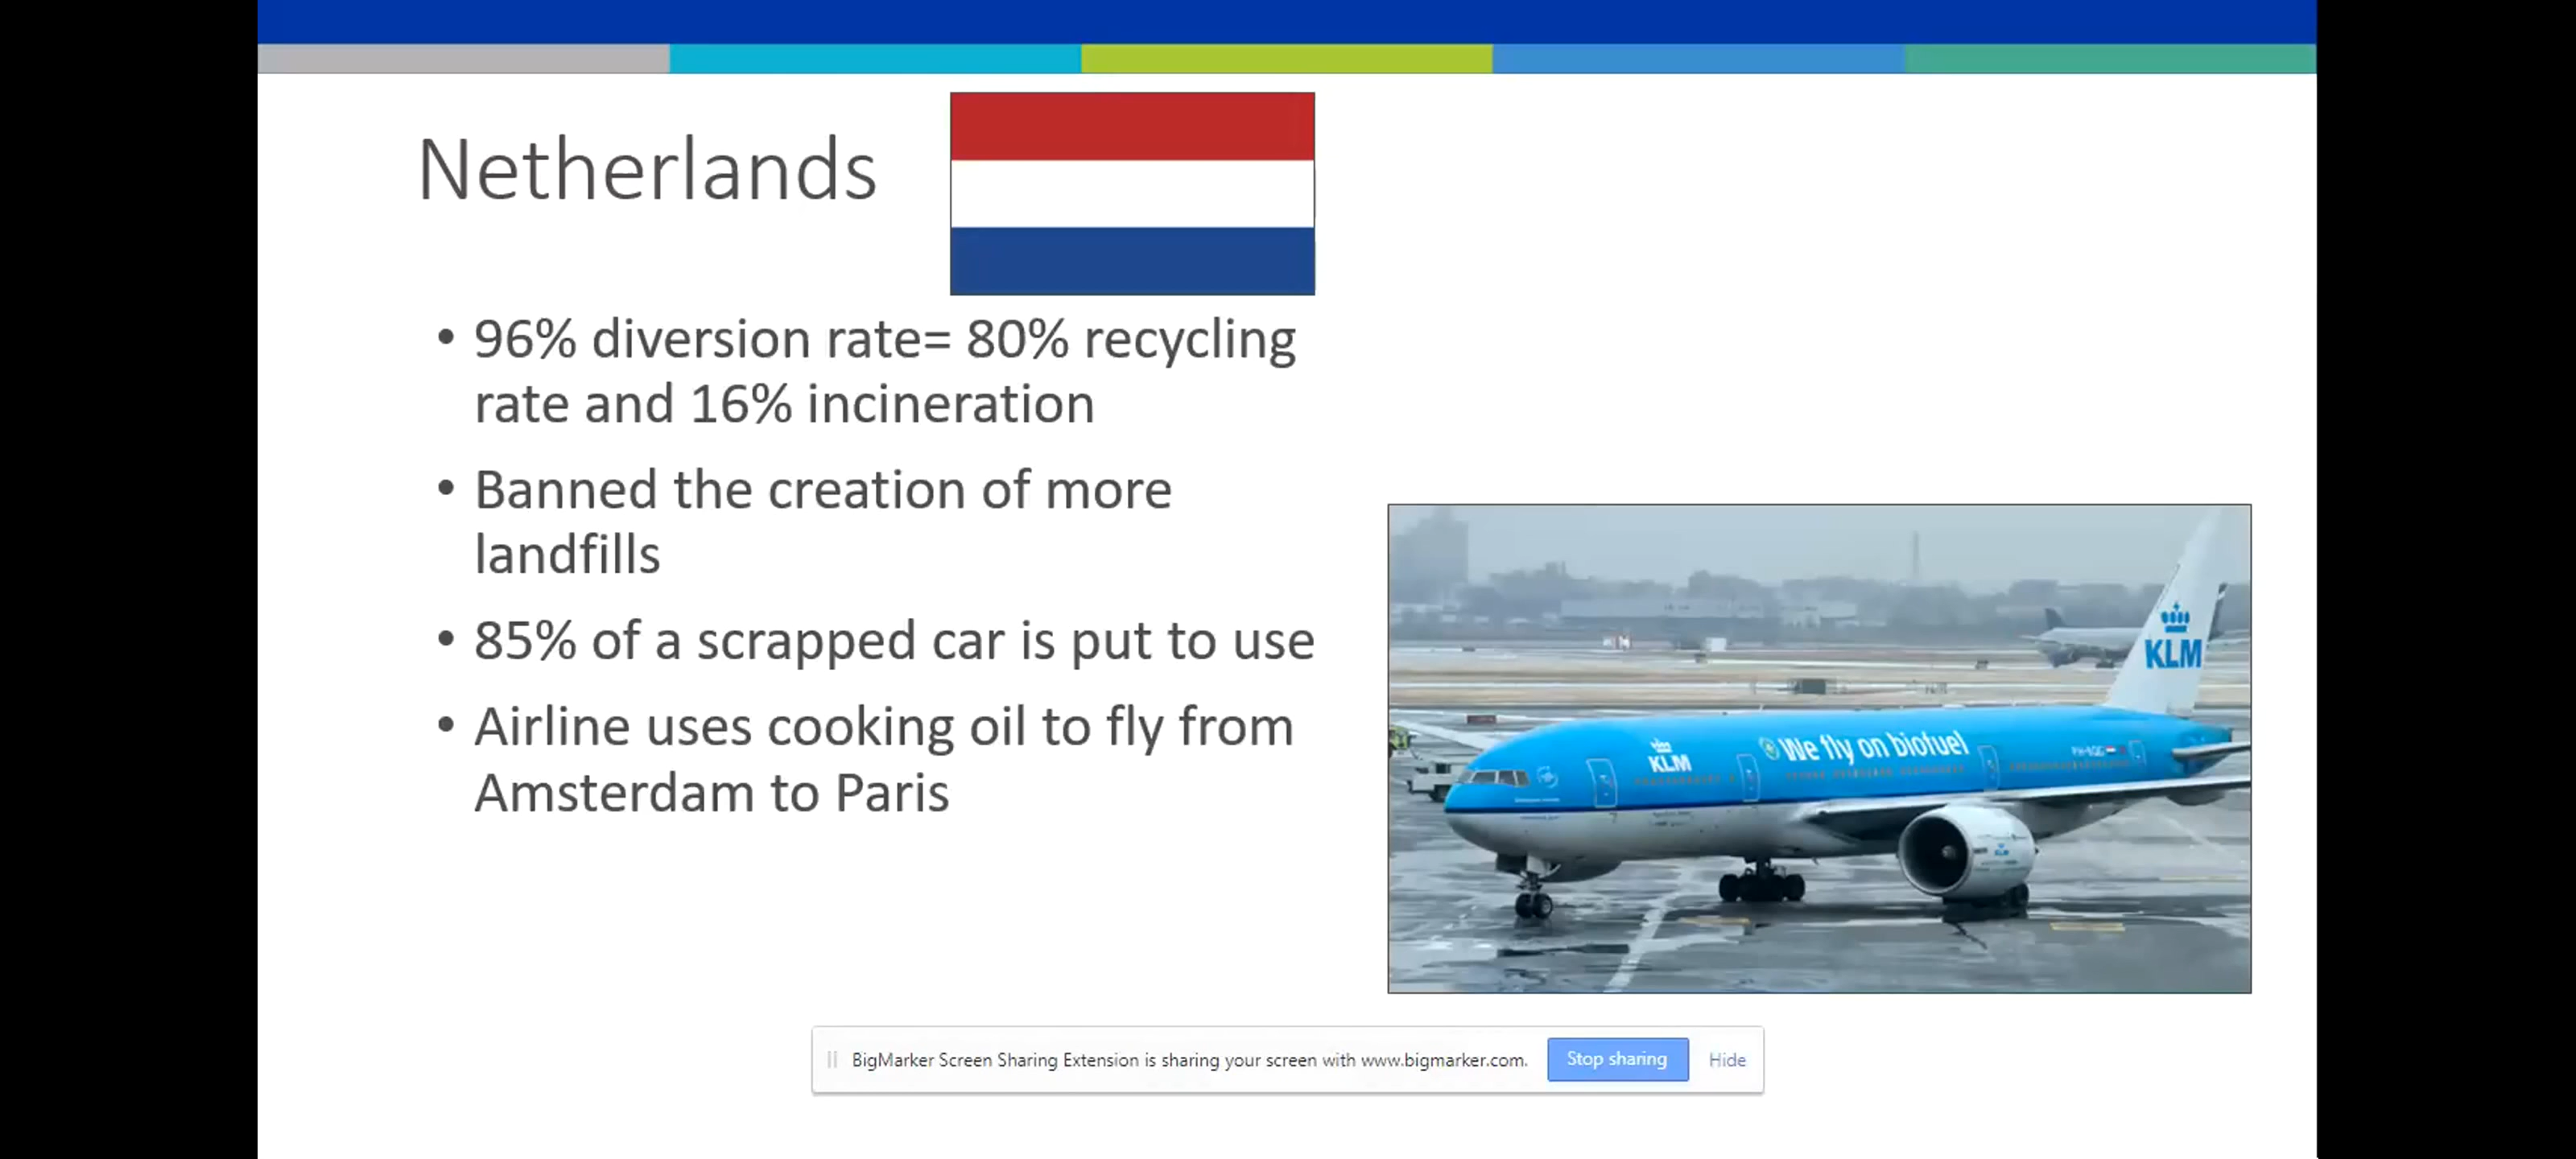 Netherlands
• 96% diversion rate= 80% recycling
rate and 16% incineration
• Banned the creation of more
landfills
• 85% of a scrapped car is put to use
• Airline uses cooking oil to fly from
Amsterdam to Paris
KLM
KLM
We fly on biofuel
BigMarker Screen Sharing Extension is sharing your screen with www.bigmarker.com.
Stop sharing
Hide